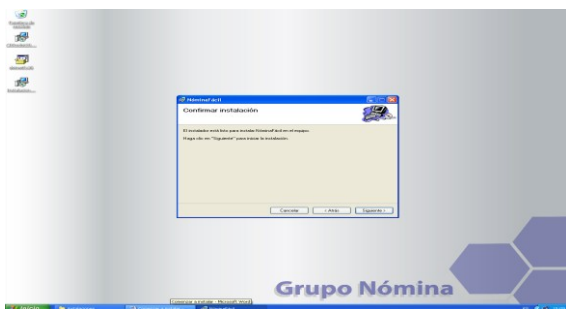 NóminaFácil
Confirmar instalación
El instalador está listo para instalar NóminaFácil en el equipo.
Haga clic en "Siguiente" para iniciar la instalación.
Cancelar
< Atrás
Siguiente >
Grupo Nómina
Inicio